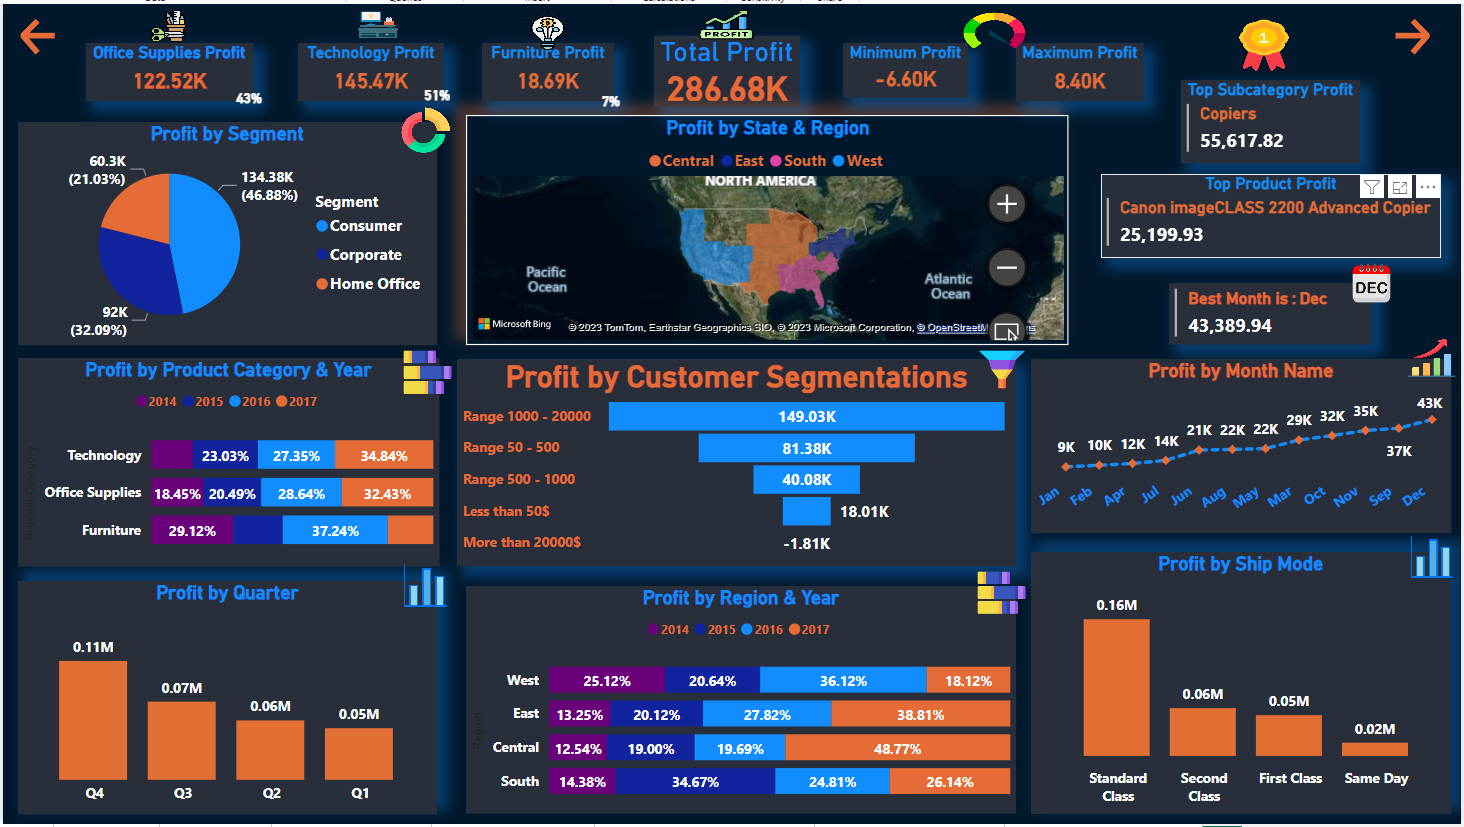 Office Supplies Profit
122.52K
43%
Technology Profit
145.47K
51%
Furniture Profit
18.69K
7%
PROFIT
Total Profit
286.68K
Minimum Profit
-6.60K
Maximum Profit
8.40K
1
Top Subcategory Profit
Copiers
55,617.82
Top Product Profit
Canon imageCLASS 2200 Advanced Copier
25,199.93
DEC
Best Month is : Dec
43,389.94
Profit by Segment
60.3K
(21.03%)
134.38K
(46.88%)
92K
(32.09%)
Segment
Consumer
Corporate
Home Office
Profit by State & Region
Central East South West
NORTH AMERICA
Pacific
Ocean
Atlantic
Ocean
Microsoft Bing
© 2023 TomTom, Earthstar Geographics SIO, © 2023 Microsoft Corporation, © OpenStreetM
Profit by Product Category & Year
2014 2015 2016 2017
Product Category
Technology 23.03% 27.35% 34.84%
Office Supplies 18.45% 20.49% 28.64% 32.43%
Furniture 29.12% 37.24%
Profit by Customer Segmentations
Range 1000 - 20000 149.03K
Range 50 - 500 81.38K
Range 500 - 1000 40.08K
Less than 50$ 18.01K
More than 20000$ -1.81K
Profit by Month Name
9K 10K 12K 14K 21K 22K 22K 29K 32K 35K 37K 43K
Jan Feb Apr Jul Jun Aug May Mar Oct Nov Sep Dec
Profit by Quarter
0.11M
0.07M
0.06M
0.05M
Q4 Q3 Q2 Q1
Profit by Region & Year
2014 2015 2016 2017
Region
West 25.12% 20.64% 36.12% 18.12%
East 13.25% 20.12% 27.82% 38.81%
Central 12.54% 19.00% 19.69% 48.77%
South 14.38% 34.67% 24.81% 26.14%
Profit by Ship Mode
0.16M
0.06M
0.05M
0.02M
Standard
Class
Second
Class
First Class
Same Day